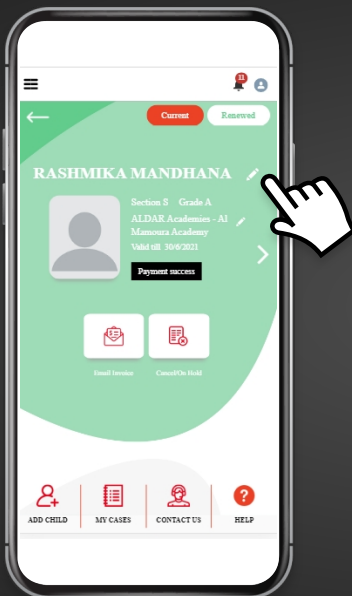 11
Current Renewed
RASHMIKA MANDHANA
Section 8 Grade A
ALDAR Academies - Al
Mamoura Academy
Valid till 30/6/2021
Payment success
Email Invoice Cancel/On Hold
ADD CHILD MY CASES CONTACT US HELP